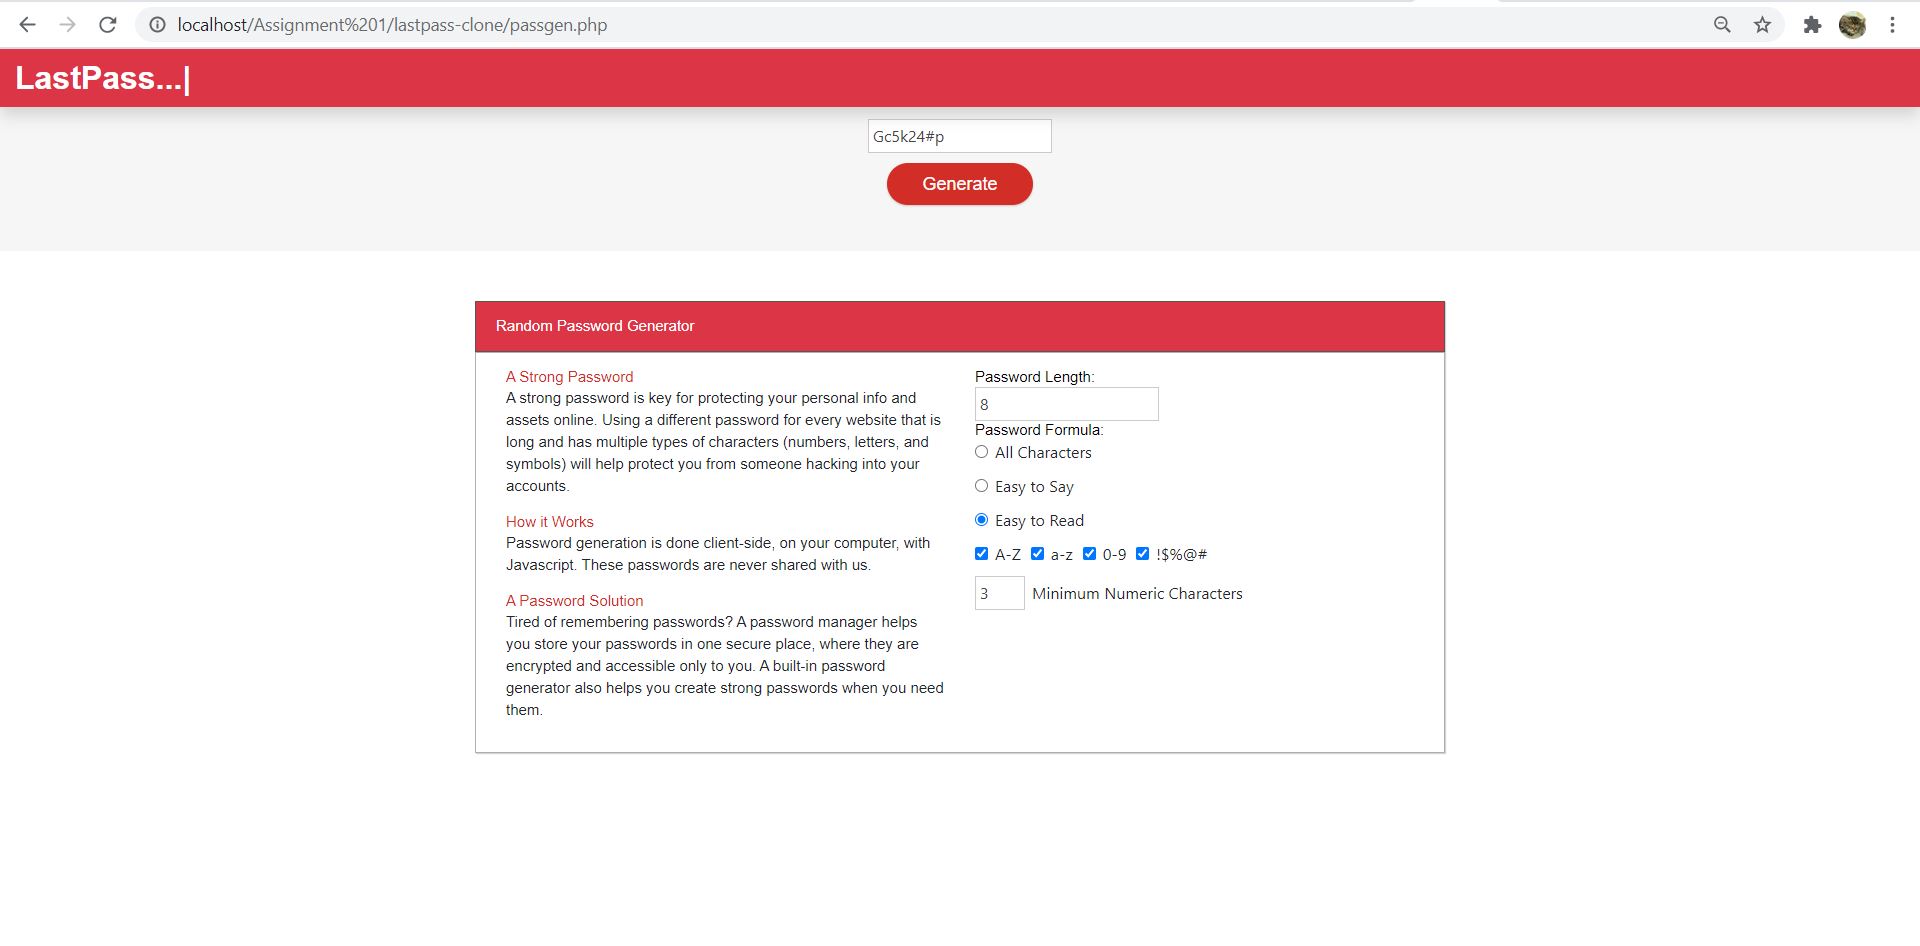 localhost/Assignment%201/lastpass-clone/passgen.php
LastPass...|
Gc5k24#p
Generate
Random Password Generator
A Strong Password
A strong password is key for protecting your personal info and
assets online. Using a different password for every website that is
long and has multiple types of characters (numbers, letters, and
symbols) will help protect you from someone hacking into your
accounts.
How it Works
Password generation is done client-side, on your computer, with
Javascript. These passwords are never shared with us.
A Password Solution
Tired of remembering passwords? A password manager helps
you store your passwords in one secure place, where they are
encrypted and accessible only to you. A built-in password
generator also helps you create strong passwords when you need
them.
Password Length:
8
Password Formula:
All Characters
Easy to Say
Easy to Read
A-Z a-z 0-9 !$%@#
3 Minimum Numeric Characters